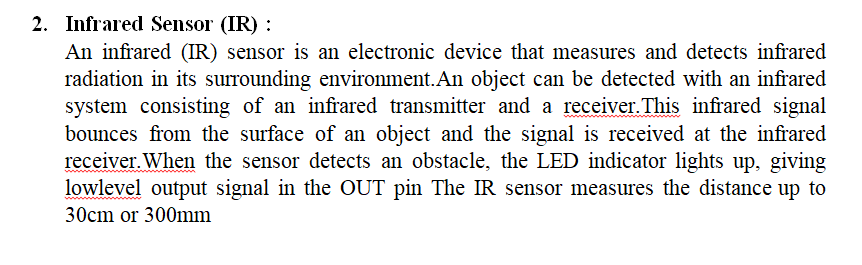 2. Infrared Sensor (IR) :
An infrared (IR) sensor is an electronic device that measures and detects infrared
radiation in its surrounding environment.An object can be detected with an infrared
system consisting of an infrared transmitter and a receiver.This infrared signal
bounces from the surface of an object and the signal is received at the infrared
receiver.When the sensor detects an obstacle, the LED indicator lights up, giving
lowlevel output signal in the OUT pin The IR sensor measures the distance up to
30cm or 300mm